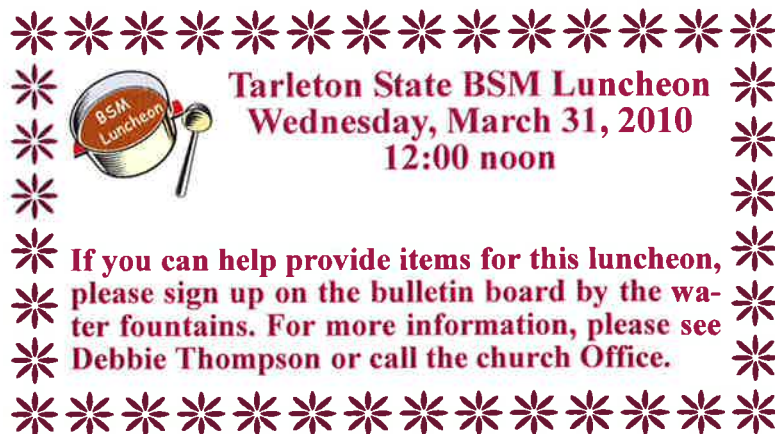 BSM
Luncheon
Tarleton State BSM Luncheon
Wednesday, March 31, 2010
12:00 noon
If you can help provide items for this luncheon,
please sign up on the bulletin board by the wa-
ter fountains. For more information, please see
Debbie Thompson or call the church Office.